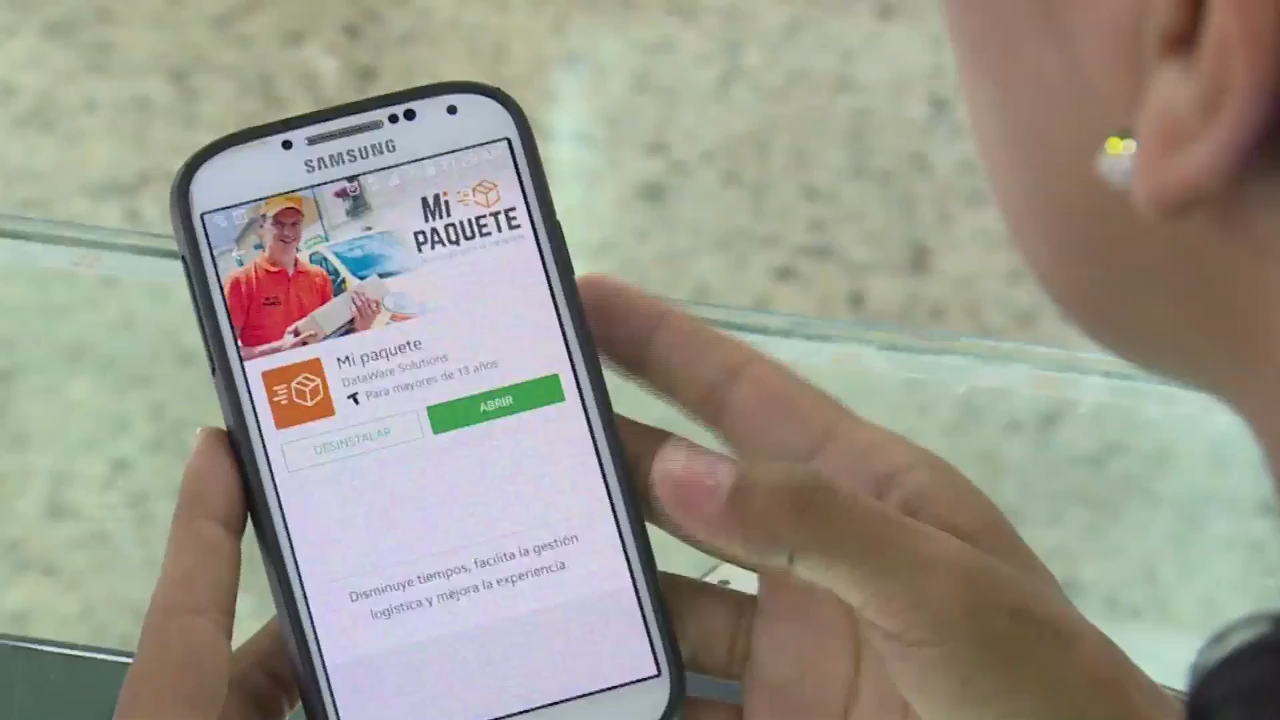 SAMSUNG
Mi
PAQUETE
Mi paquete
DataWare Solutions
Para mayores de 13 años
DESINSTALAR
ABRIR
Disminuye tiempos, facilita la gestión
logística y mejora la experiencia